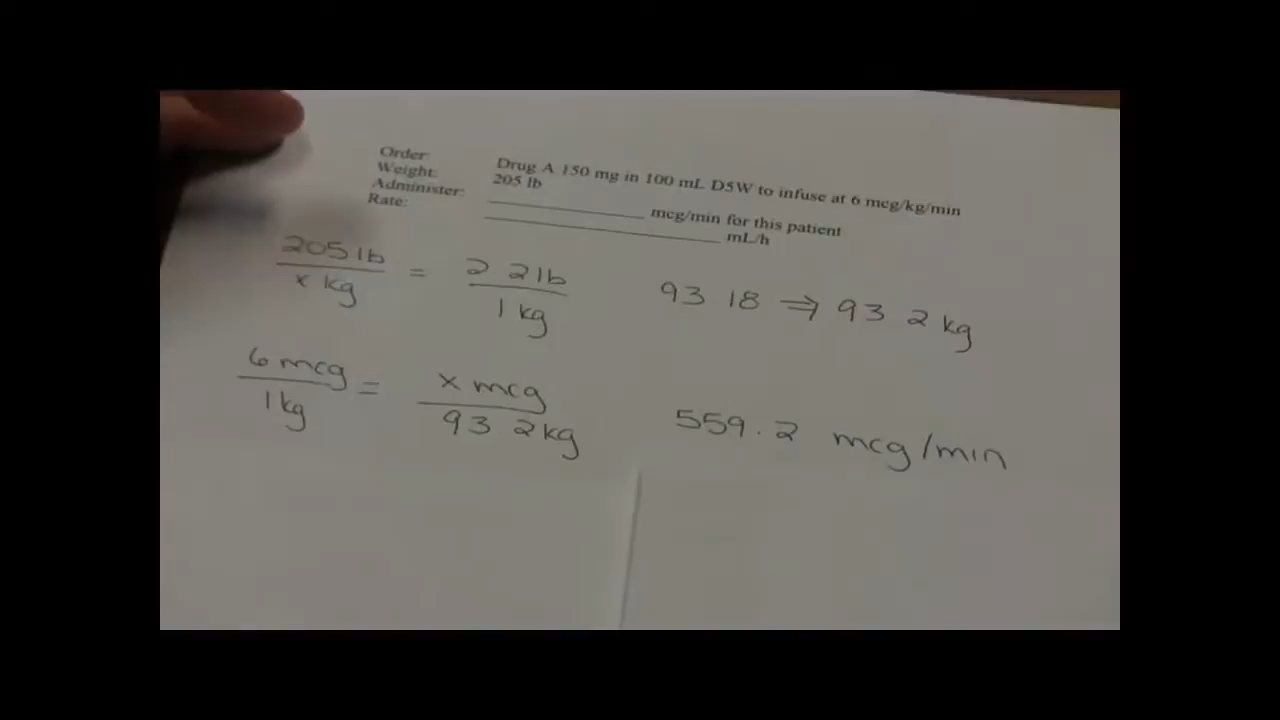 Order: Drug A 150 mg in 100 mL D5W to infuse at 6 mcg/kg/min
Weight: 205 lb
Administer: ____________ mcg/min for this patient
Rate: ____________ mL/h
205 lb / x kg = 2 2 lb / 1 kg 93 18 ⇒ 93 2 kg
6 mcg / 1 kg = x mcg / 93 2 kg 559.2 mcg/min